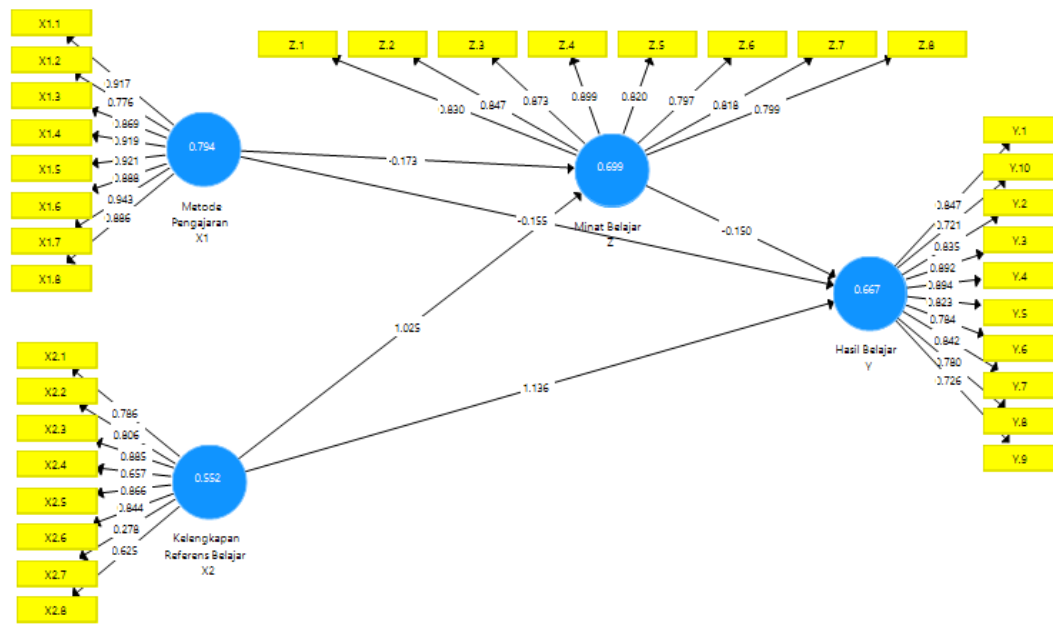 X1.1
X1.2
X1.3
X1.4
X1.5
X1.6
X1.7
X1.8
0.917
0.776
0.869
0.919
0.921
0.888
0.943
0.886
0.794
Metode
Pengajaran
X1
Z.1
Z.2
Z.3
Z.4
Z.5
Z.6
Z.7
Z.8
0.830
0.847
0.873
0.899
0.820
0.797
0.818
0.799
0.699
Minat Belajar
Z
-0.173
-0.155
-0.150
1.025
1.136
X2.1
X2.2
X2.3
X2.4
X2.5
X2.6
X2.7
X2.8
0.786
0.806
0.885
0.657
0.866
0.844
0.278
0.625
0.552
Kelengkapan
Referens Belajar
X2
0.667
Hasil Belajar
Y
0.847
0.721
0.835
0.892
0.894
0.823
0.784
0.842
0.780
0.726
Y.1
Y.10
Y.2
Y.3
Y.4
Y.5
Y.6
Y.7
Y.8
Y.9